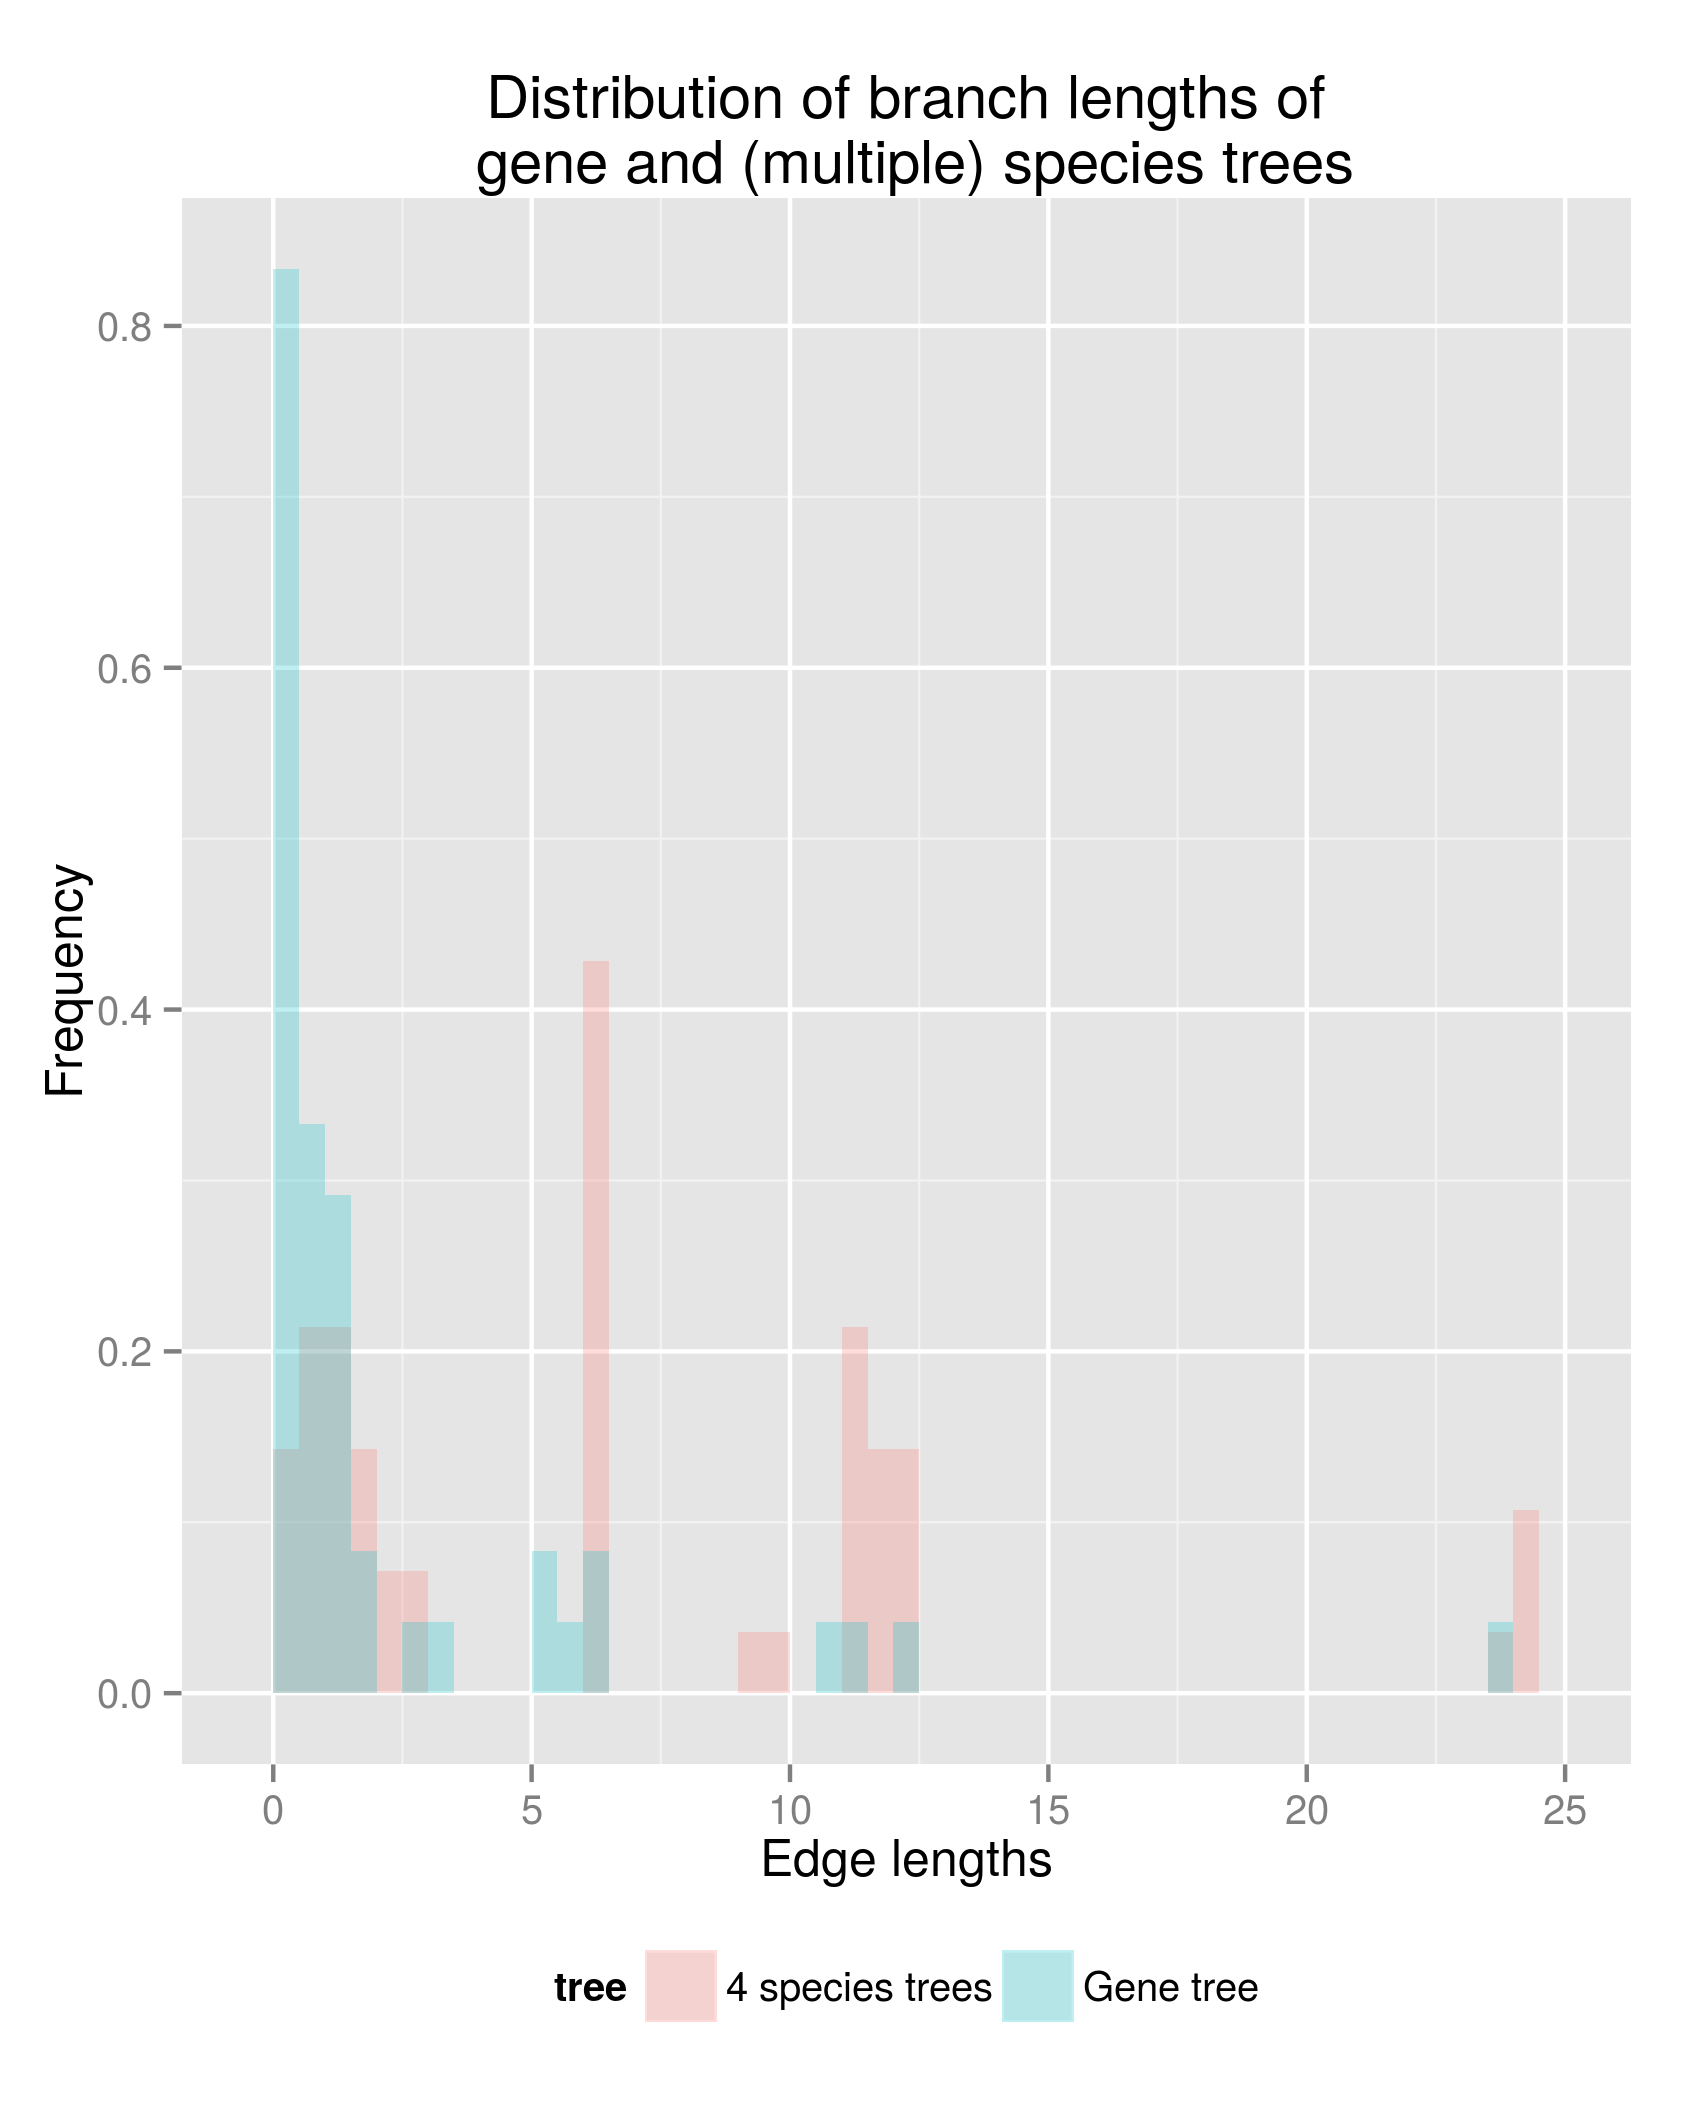 Distribution of branch lengths of
gene and (multiple) species trees
Frequency
0.8
0.6
0.4
0.2
0.0
0 5 10 15 20 25
Edge lengths
tree 4 species trees Gene tree